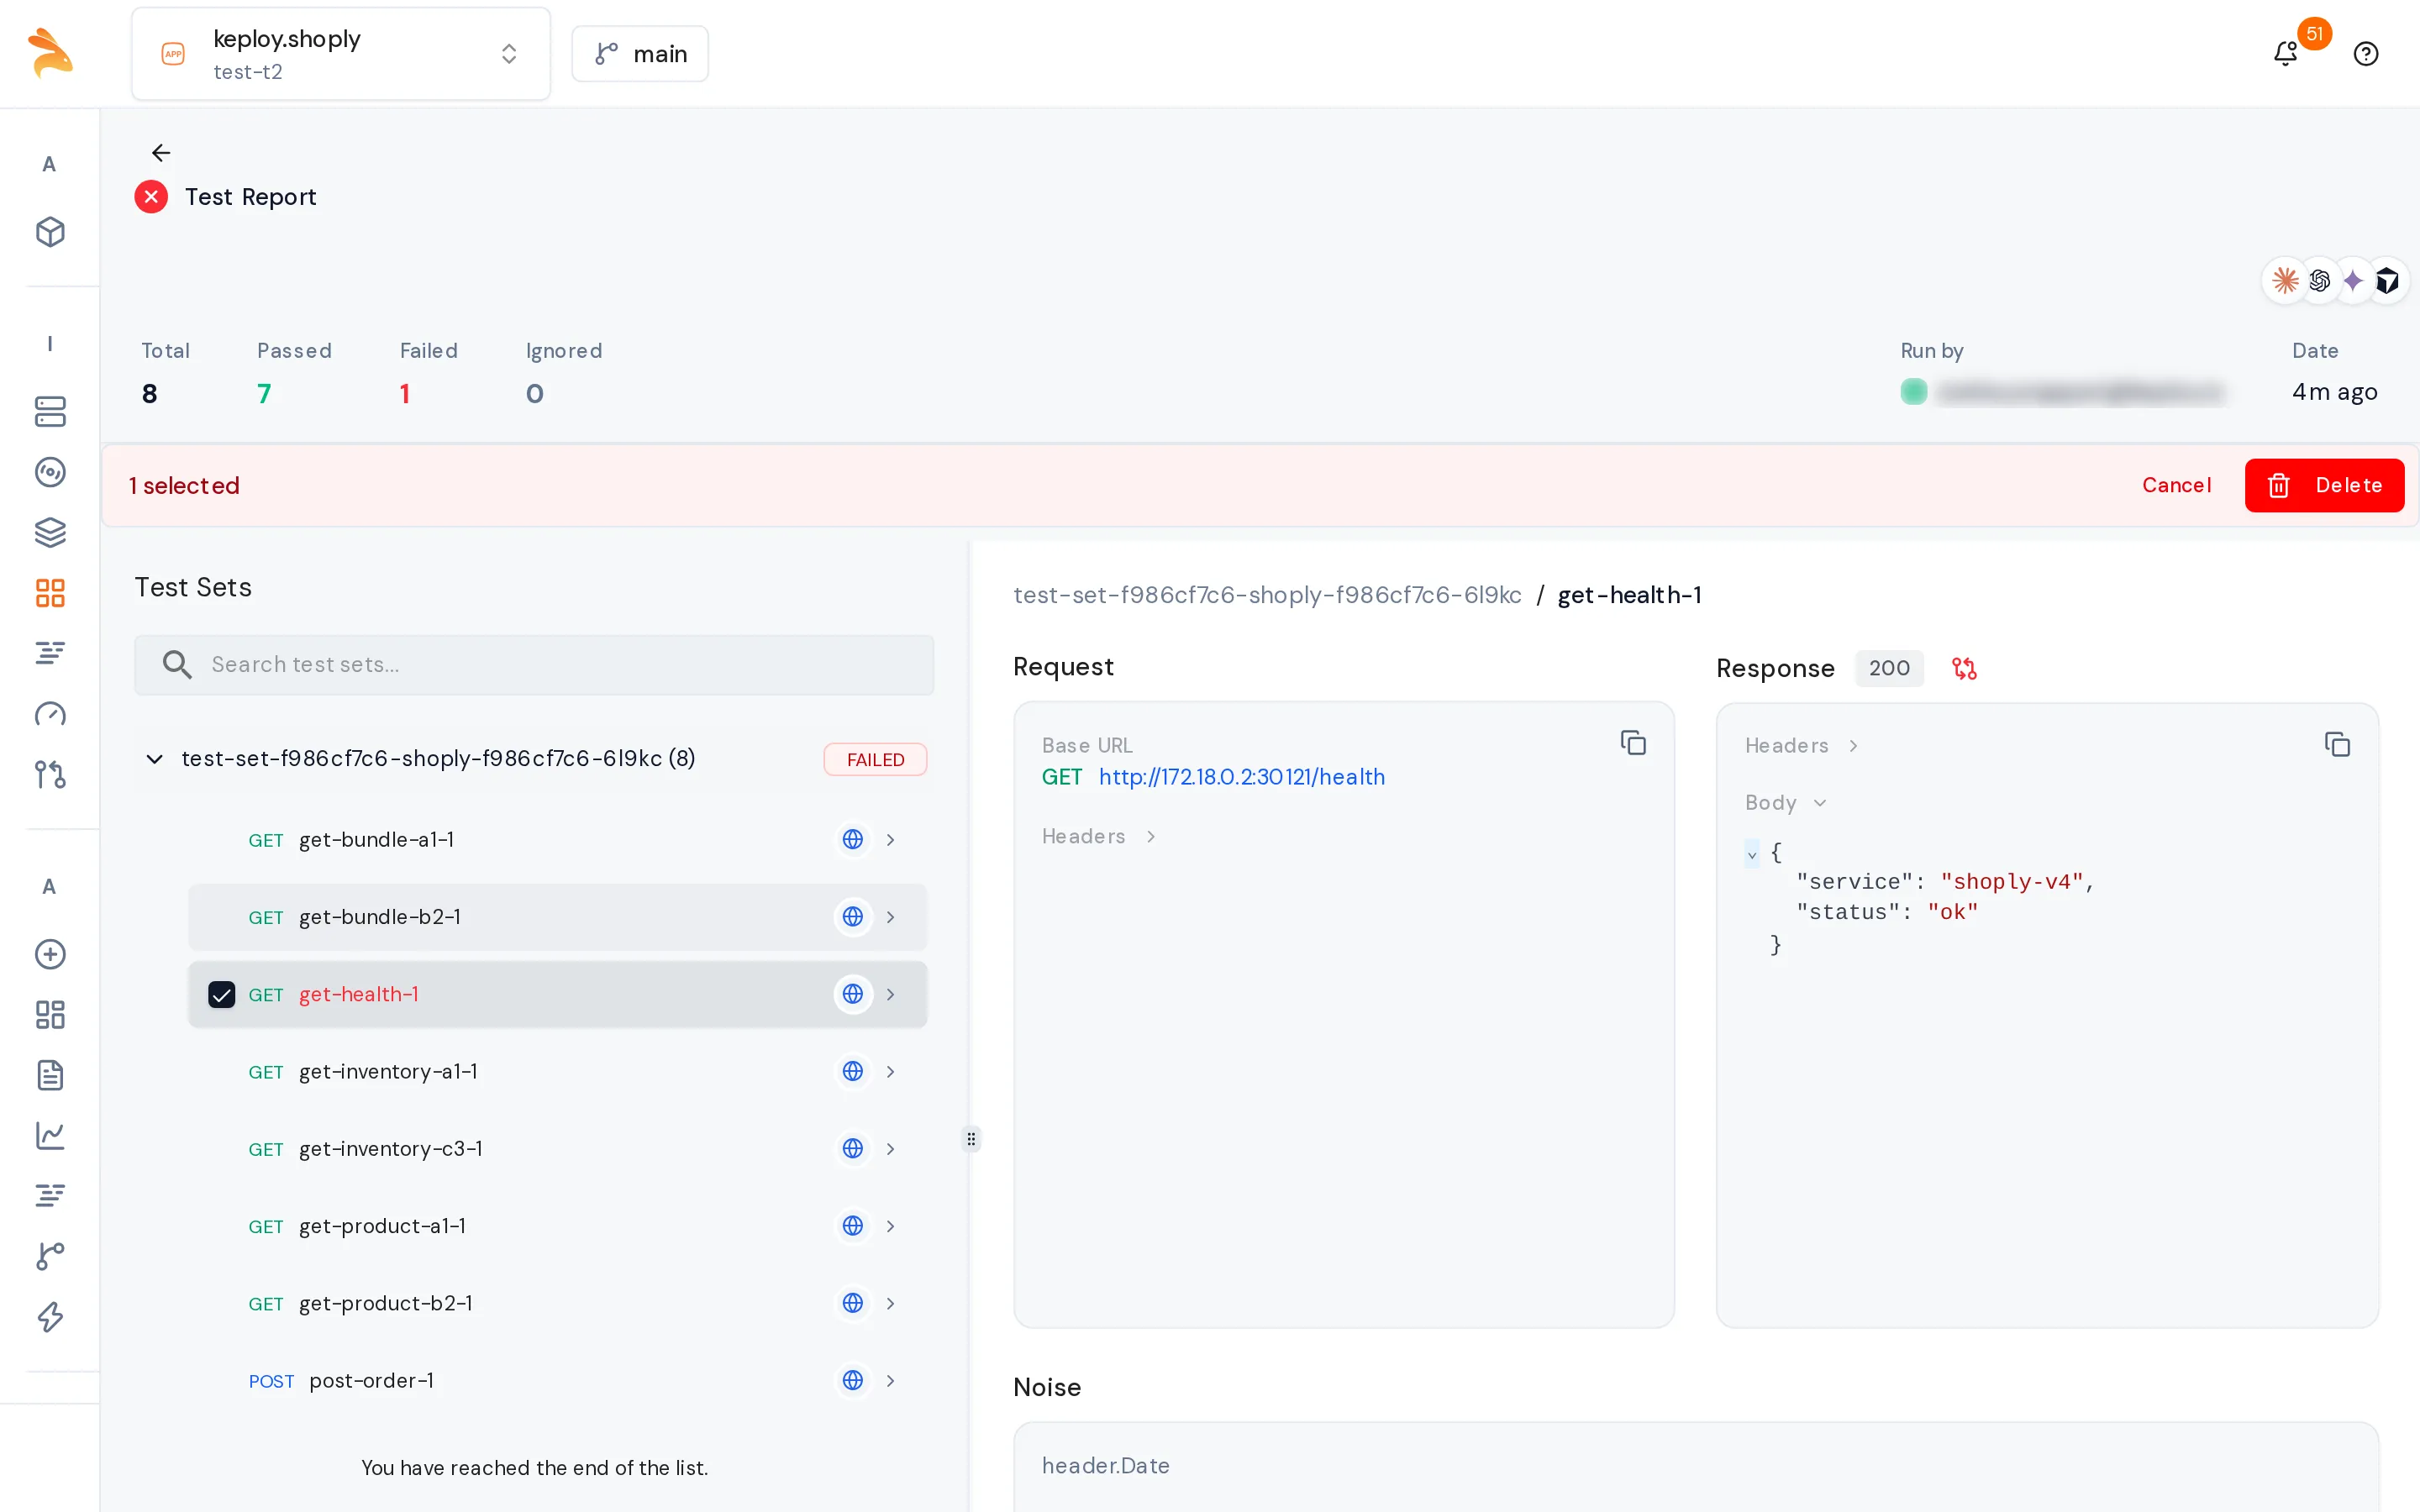 keploy.shoply
test-t2
APP
main
51
A
Test Report
Total
8
Passed
7
Failed
1
Ignored
0
Run by
Date
4m ago
I
1 selected
Cancel
Delete
Test Sets
Search test sets...
test-set-f986cf7c6-shoply-f986cf7c6-6l9kc (8)
FAILED
GET get-bundle-a1-1
GET get-bundle-b2-1
GET get-health-1
GET get-inventory-a1-1
GET get-inventory-c3-1
GET get-product-a1-1
GET get-product-b2-1
POST post-order-1
You have reached the end of the list.
A
test-set-f986cf7c6-shoply-f986cf7c6-6l9kc / get-health-1
Request
Base URL
GET http://172.18.0.2:30121/health
Headers
Response 200
Headers
Body
{
"service": "shoply-v4",
"status": "ok"
}
Noise
header.Date